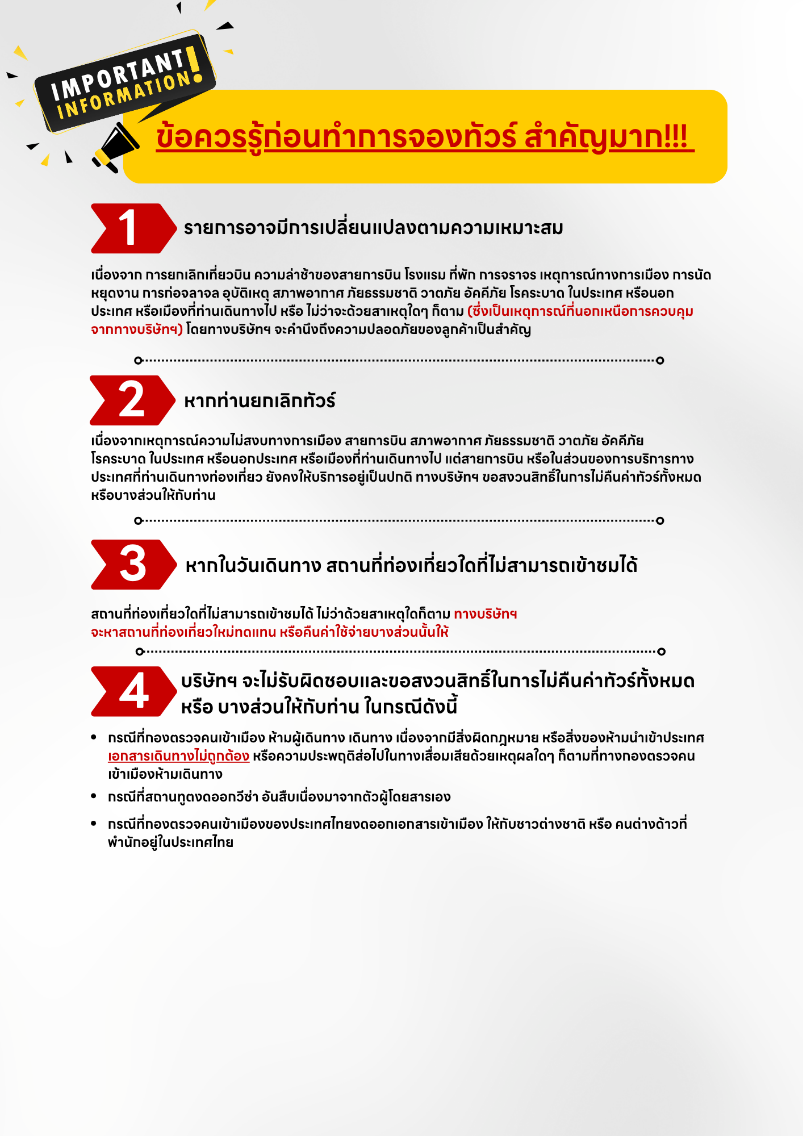 IMPORTANT
INFORMATION!
ข้อควรรู้ก่อนทำการจองทัวร์ สำคัญมาก!!!
1 รายการอาจมีการเปลี่ยนแปลงตามความเหมาะสม
เนื่องจาก การยกเลิกเที่ยวบิน ความล่าช้าของสายการบิน โรงแรม ที่พัก การจราจร เหตุการณ์ทางการเมือง การนัด
หยุดงาน การก่อจลาจล อุบัติเหตุ สภาพอากาศ ภัยธรรมชาติ วาตภัย อัคคีภัย โรคระบาด ในประเทศ หรือนอก
ประเทศ หรือเมืองที่ท่านเดินทางไป หรือ ไม่ว่าจะด้วยสาเหตุใดๆ ก็ตาม (ซึ่งเป็นเหตุการณ์ที่นอกเหนือการควบคุม
จากทางบริษัทฯ) โดยทางบริษัทฯ จะคำนึงถึงความปลอดภัยของลูกค้าเป็นสำคัญ
2 หากท่านยกเลิกทัวร์
เนื่องจากเหตุการณ์ความไม่สงบทางการเมือง สายการบิน สภาพอากาศ ภัยธรรมชาติ วาตภัย อัคคีภัย
โรคระบาด ในประเทศ หรือนอกประเทศ หรือเมืองที่ท่านเดินทางไป แต่สายการบิน หรือในส่วนของการบริการทาง
ประเทศที่ท่านเดินทางท่องเที่ยว ยังคงให้บริการอยู่เป็นปกติ ทางบริษัทฯ ขอสงวนสิทธิ์ในการไม่คืนค่าทัวร์ทั้งหมด
หรือบางส่วนให้กับท่าน
3 หากในวันเดินทาง สถานที่ท่องเที่ยวใดที่ไม่สามารถเข้าชมได้
สถานที่ท่องเที่ยวใดที่ไม่สามารถเข้าชมได้ ไม่ว่าด้วยสาเหตุใดก็ตาม ทางบริษัทฯ
จะหาสถานที่ท่องเที่ยวใหม่ทดแทน หรือคืนค่าใช้จ่ายบางส่วนนั้นให้
4 บริษัทฯ จะไม่รับผิดชอบและขอสงวนสิทธิ์ในการไม่คืนค่าทัวร์ทั้งหมด
หรือ บางส่วนให้กับท่าน ในกรณีดังนี้
• กรณีที่กองตรวจคนเข้าเมือง ห้ามผู้เดินทาง เดินทาง เนื่องจากมีสิ่งผิดกฎหมาย หรือสิ่งของห้ามนำเข้าประเทศ
เอกสารเดินทางไม่ถูกต้อง หรือความประพฤติส่อไปในทางเสื่อมเสียด้วยเหตุผลใดๆ ก็ตามที่ทางกองตรวจคน
เข้าเมืองห้ามเดินทาง
• กรณีที่สถานทูตงดออกวีซ่า อันสืบเนื่องมาจากตัวผู้โดยสารเอง
• กรณีที่กองตรวจคนเข้าเมืองของประเทศไทยงดออกเอกสารเข้าเมือง ให้กับชาวต่างชาติ หรือ คนต่างด้าวที่
พำนักอยู่ในประเทศไทย